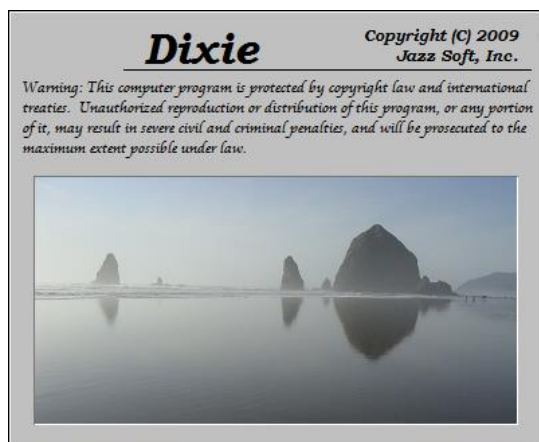 Dixie
Copyright (C) 2009
Jazz Soft, Inc.
Warning: This computer program is protected by copyright law and international
treaties. Unauthorized reproduction or distribution of this program, or any portion
of it, may result in severe civil and criminal penalties, and will be prosecuted to the
maximum extent possible under law.